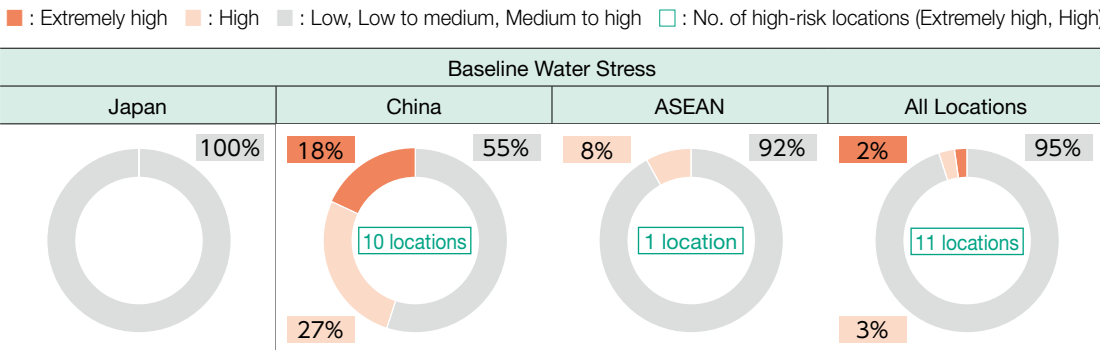 : Extremely high : High : Low, Low to medium, Medium to high : No. of high-risk locations (Extremely high, High)
Baseline Water Stress
Japan China ASEAN All Locations
100% 18% 55% 8% 92% 2% 95%
10 locations 1 location 11 locations
27% 3%